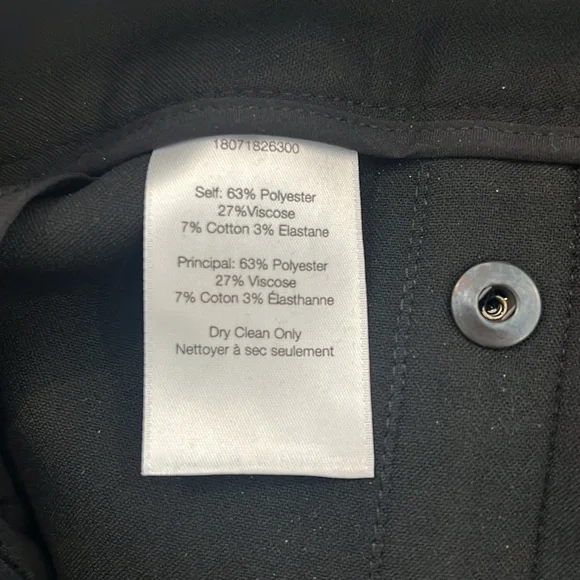 18071826300
Self: 63% Polyester
27%Viscose
7% Cotton 3% Elastane
Principal: 63% Polyester
27% Viscose
7% Coton 3% Élasthanne
Dry Clean Only
Nettoyer à sec seulement